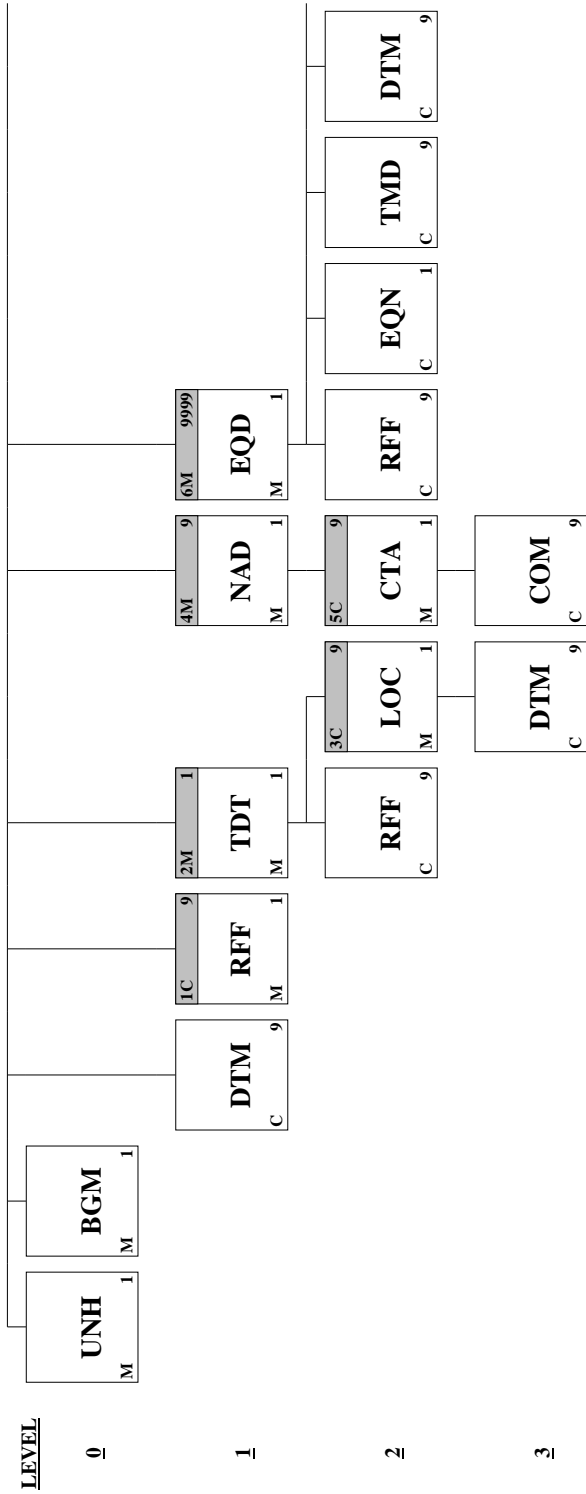 LEVEL
0
UNH
M 1
BGM
M 1
1
DTM
C 9
1C 9
RFF
M 1
2M 1
TDT
M 1
4M 9
NAD
M 1
6M 9999
EQD
M 1
2
RFF
C 9
3C 9
LOC
M 1
5C 9
CTA
M 1
RFF
C 9
EQN
C 1
TMD
C 9
DTM
C 9
3
DTM
C 9
COM
C 9